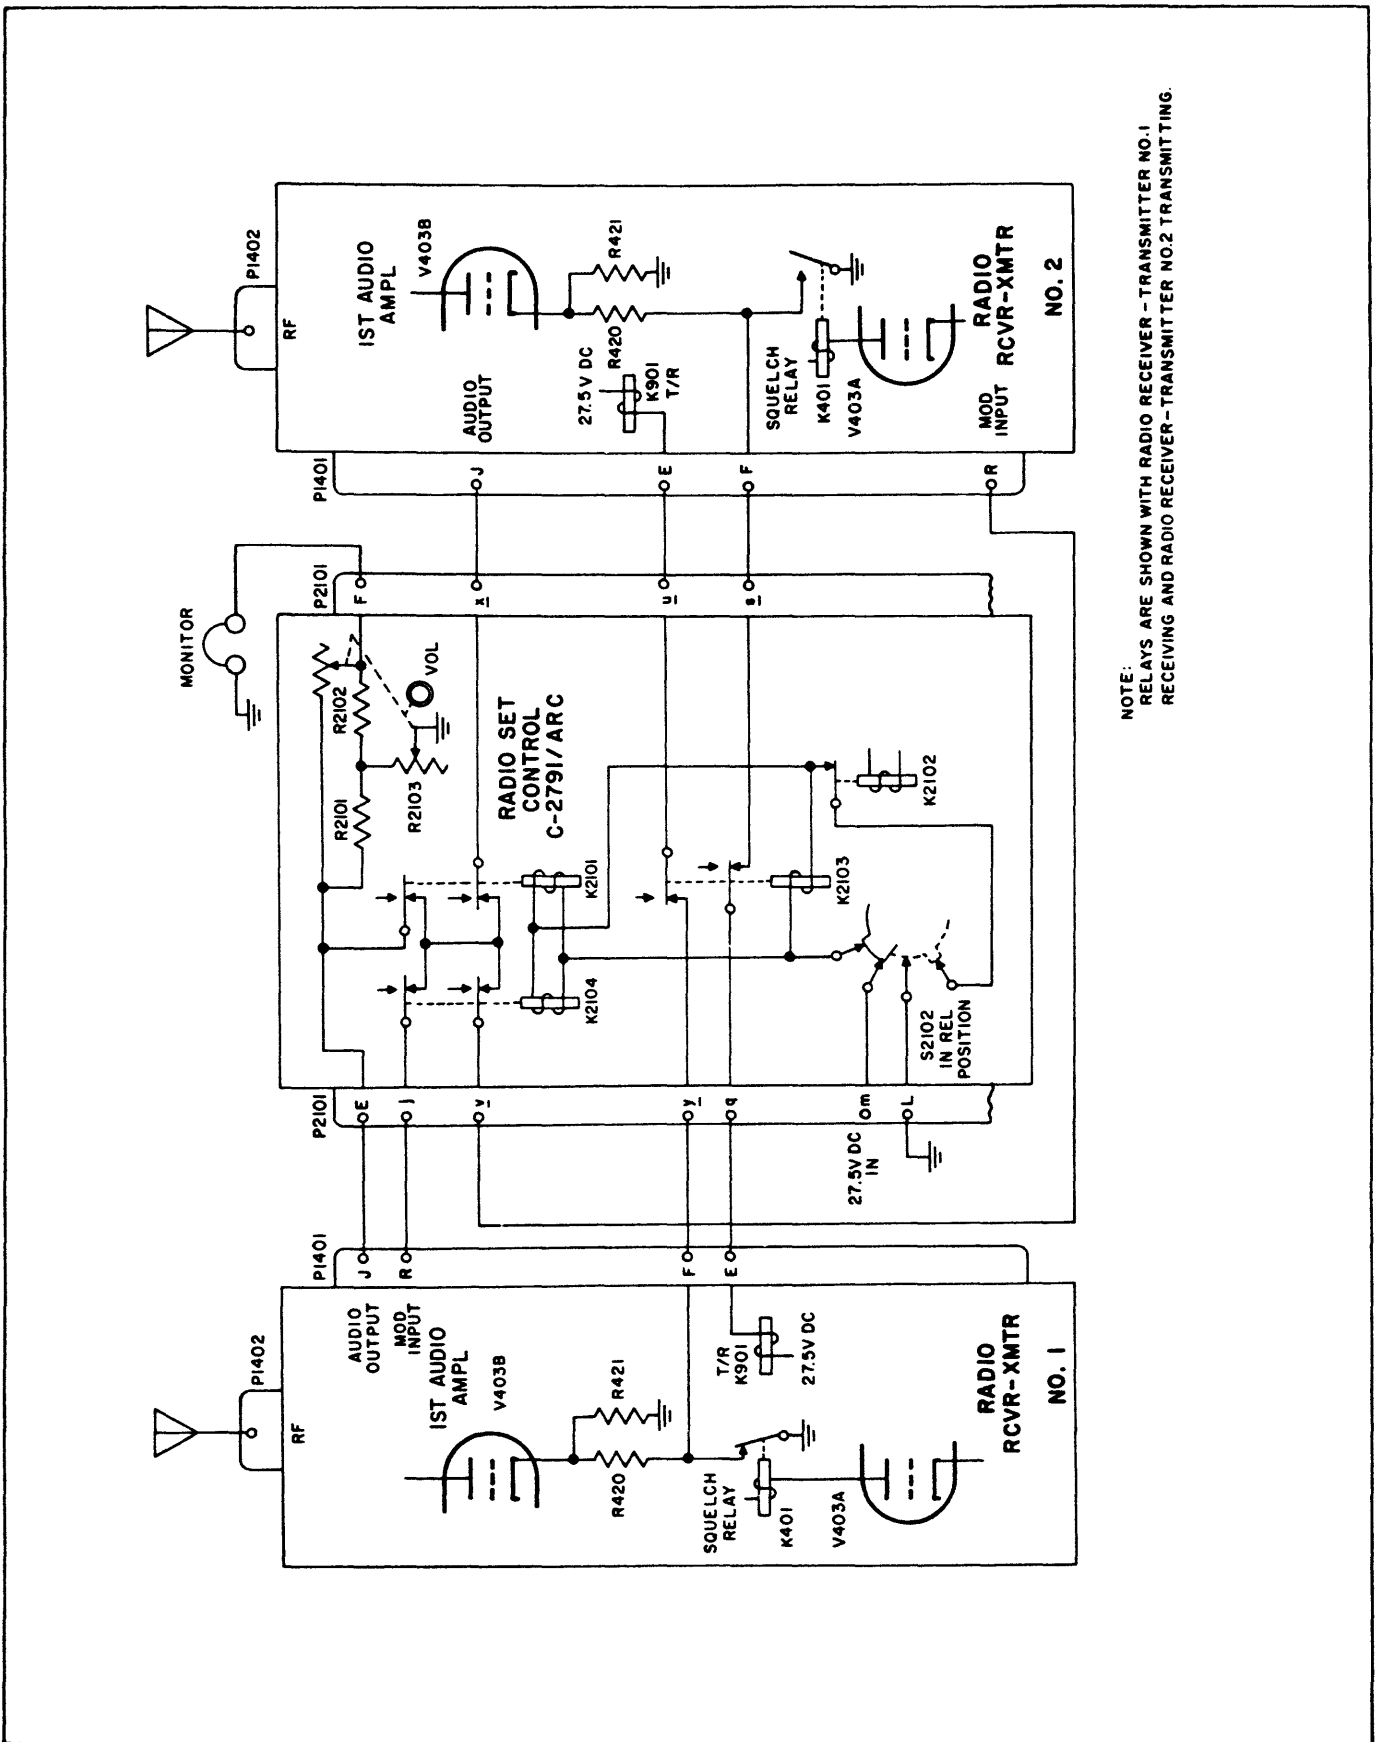 P1402
RF
P1401
J
AUDIO
OUTPUT
R
MOD
INPUT
1ST AUDIO
AMPL
V403B
R420
R421
F
E
T/R
K901
27.5V DC
SQUELCH
RELAY
K401
V403A
RADIO
RCVR-XMTR
NO. 1
P2101
E
j
v
y
q
m
L
27.5V DC
IN
MONITOR
P2101
F
R2102
R2101
R2103
VOL
x
RADIO SET
CONTROL
C-2791/ARC
u
s
K2101
K2104
K2103
K2102
S2102
IN REL
POSITION
P1402
RF
P1401
J
AUDIO
OUTPUT
1ST AUDIO
AMPL
V403B
R420
R421
27.5V DC
K901
T/R
E
F
SQUELCH
RELAY
K401
V403A
R
MOD
INPUT
RADIO
RCVR-XMTR
NO. 2
NOTE:
RELAYS ARE SHOWN WITH RADIO RECEIVER-TRANSMITTER NO.1
RECEIVING AND RADIO RECEIVER-TRANSMITTER NO.2 TRANSMITTING.